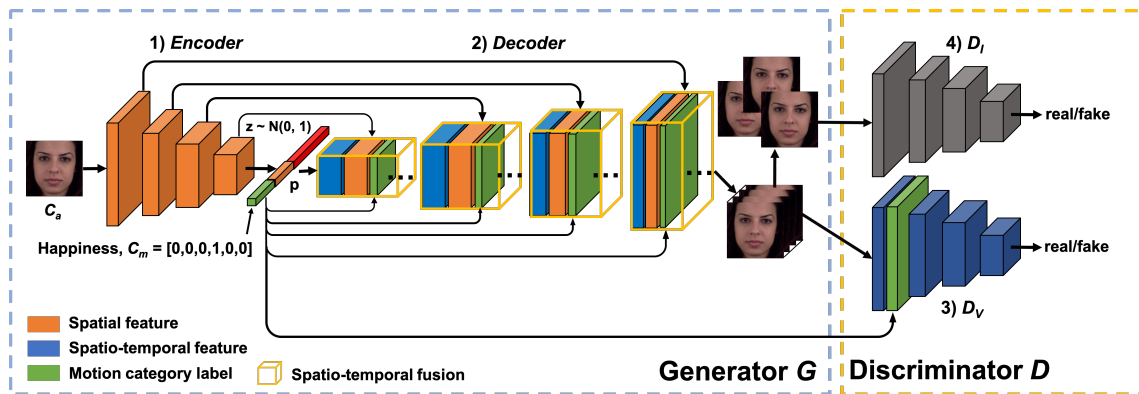 1) Encoder
2) Decoder
4) D_I
z ~ N(0, 1)
real/fake
p
C_a
Happiness, C_m = [0,0,0,1,0,0]
real/fake
3) D_V
Spatial feature
Spatio-temporal feature
Motion category label
Spatio-temporal fusion
Generator G
Discriminator D